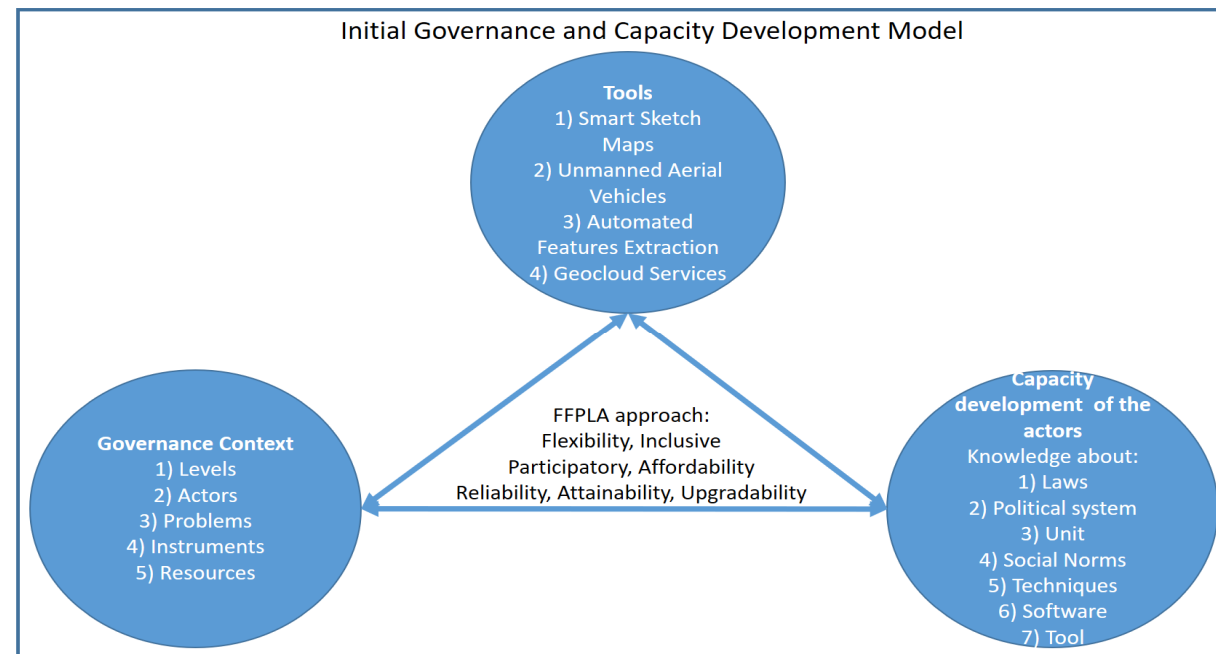 Initial Governance and Capacity Development Model
Tools
1) Smart Sketch
Maps
2) Unmanned Aerial
Vehicles
3) Automated
Features Extraction
4) Geocloud Services
FFPLA approach:
Flexibility, Inclusive
Participatory, Affordability
Reliability, Attainability, Upgradability
Governance Context
1) Levels
2) Actors
3) Problems
4) Instruments
5) Resources
Capacity
development of the
actors
Knowledge about:
1) Laws
2) Political system
3) Unit
4) Social Norms
5) Techniques
6) Software
7) Tool